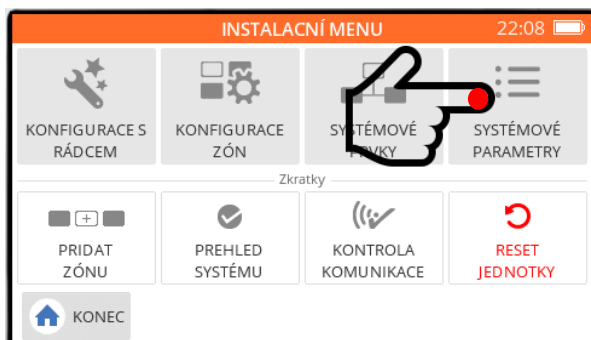 INSTALACNÍ MENU 22:08
KONFIGURACE S
RÁDCEM
KONFIGURACE
ZÓN
SYSTÉMOVÉ
PRVKY
SYSTÉMOVÉ
PARAMETRY
Zkratky
PRIDAT
ZÓNU
PREHLED
SYSTÉMU
KONTROLA
KOMUNIKACE
RESET
JEDNOTKY
KONEC